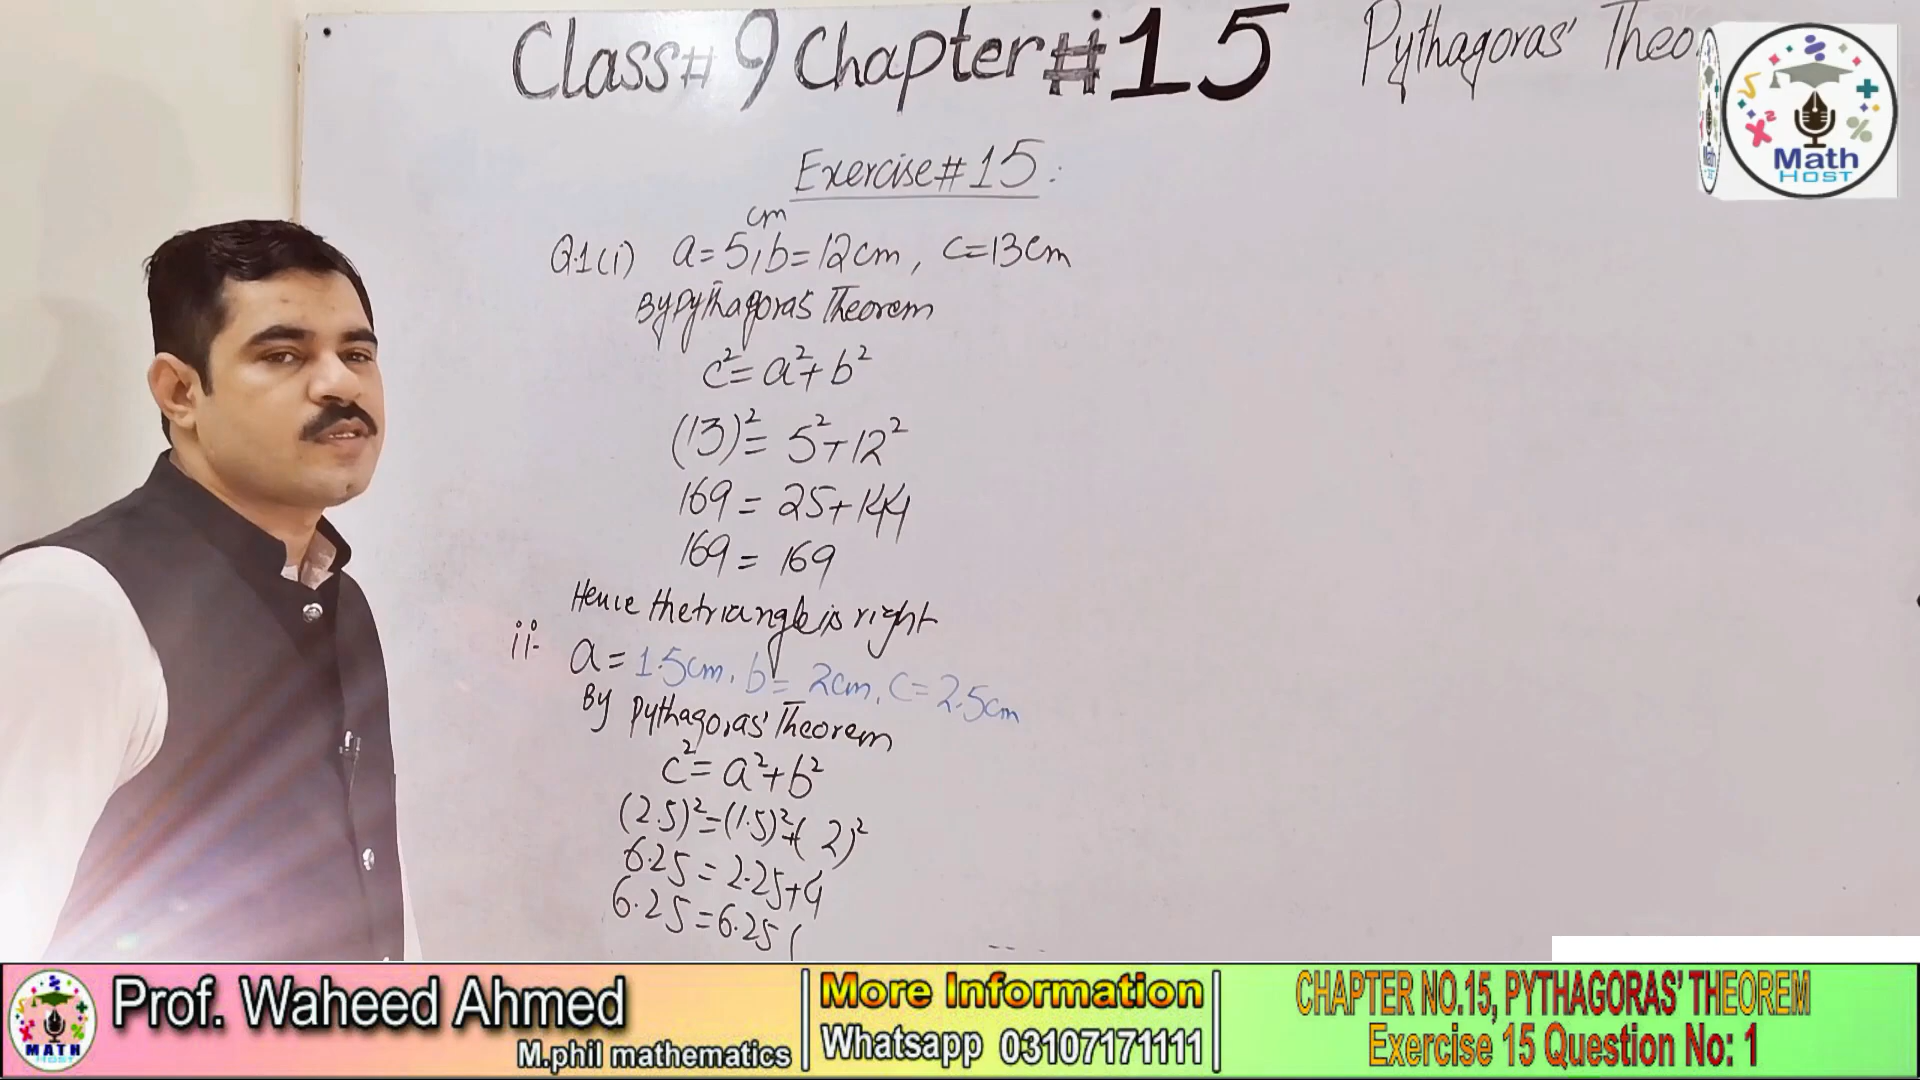 Class# 9 Chapter #15 Pythagoras' Theo
Math
HOST
Exercise#15:
cm
Q.1(i) a=5, b=12cm, c=13cm
By Pythagoras Theorem
c²= a²+b²
(13)²= 5²+12²
169 = 25+144
169 = 169
Hence the triangle is right
ii- a= 1.5cm, b= 2cm, c=2.5cm
By Pythagoras' Theorem
c²= a²+b²
(2.5)²=(1.5)²+(2)²
6.25 = 2.25+4
6.25 = 6.25 (
MATH
HOST
Prof. Waheed Ahmed
M.phil mathematics
More Information
Whatsapp 03107171111
CHAPTER NO.15, PYTHAGORAS' THEOREM
Exercise 15 Question No: 1